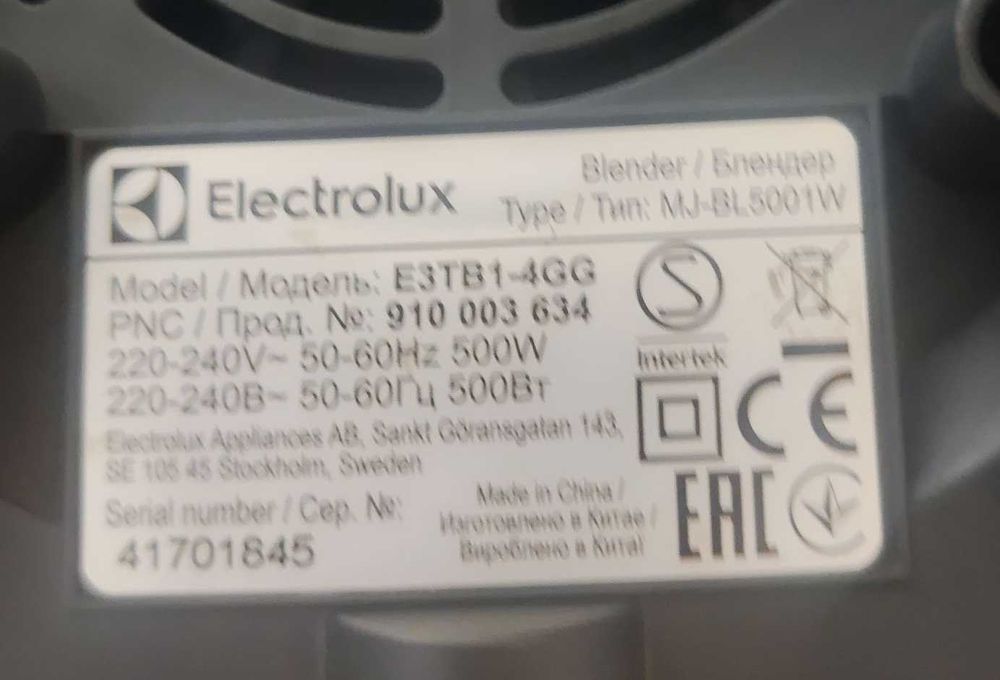 Electrolux
Blender / Блендер
Type / Тип: MJ-BL5001W
Model / Модель: E3TB1-4GG
PNC / Прод. №: 910 003 634
220-240V~ 50-60Hz 500W
220-240В~ 50-60Гц 500Вт
Electrolux Appliances AB, Sankt Göransgatan 143,
SE 105 45 Stockholm, Sweden
Serial number / Сер. №:
41701845
Made in China /
Изготовлено в Китае /
Вироблено в Китаї
S
Intertek
CE
EAC